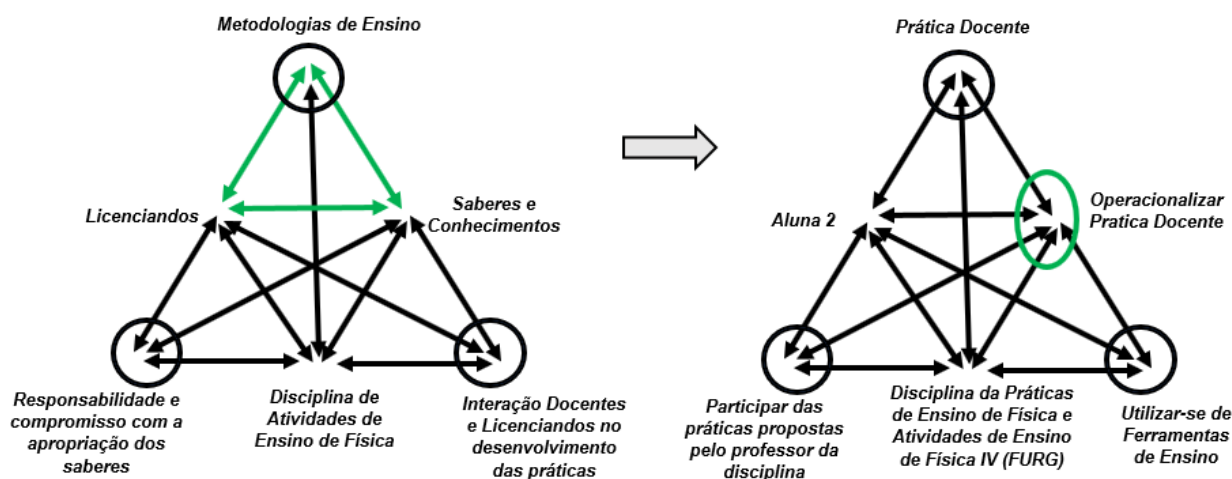 Metodologias de Ensino
Licenciandos
Saberes e
Conhecimentos
Responsabilidade e
compromisso com a
apropriação dos
saberes
Disciplina de
Atividades de
Ensino de Física
Interação Docentes
e Licenciandos no
desenvolvimento
das práticas
Prática Docente
Aluna 2
Operacionalizar
Pratica Docente
Participar das
práticas propostas
pelo professor da
disciplina
Disciplina da Práticas
de Ensino de Física e
Atividades de Ensino
de Física IV (FURG)
Utilizar-se de
Ferramentas
de Ensino